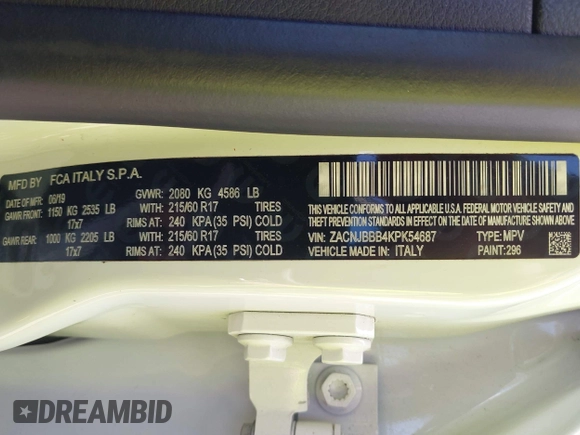 MFD BY FCA ITALY S.P.A.
DATE OF MFR: 06/19 GVWR: 2080 KG 4586 LB
GAWR FRONT: 1150 KG 2535 LB WITH: 215/60 R17 TIRES
17x7 RIMS AT: 240 KPA (35 PSI) COLD
GAWR REAR: 1000 KG 2205 LB WITH: 215/60 R17 TIRES
17x7 RIMS AT: 240 KPA (35 PSI) COLD
THIS VEHICLE CONFORMS TO ALL APPLICABLE U.S.A. FEDERAL MOTOR VEHICLE SAFETY AND
THEFT PREVENTION STANDARDS IN EFFECT ON THE DATE OF MANUFACTURE SHOWN ABOVE.
VIN: ZACNJBBB4KPK54687 TYPE: MPV
VEHICLE MADE IN: ITALY PAINT: 296
DREAMBID